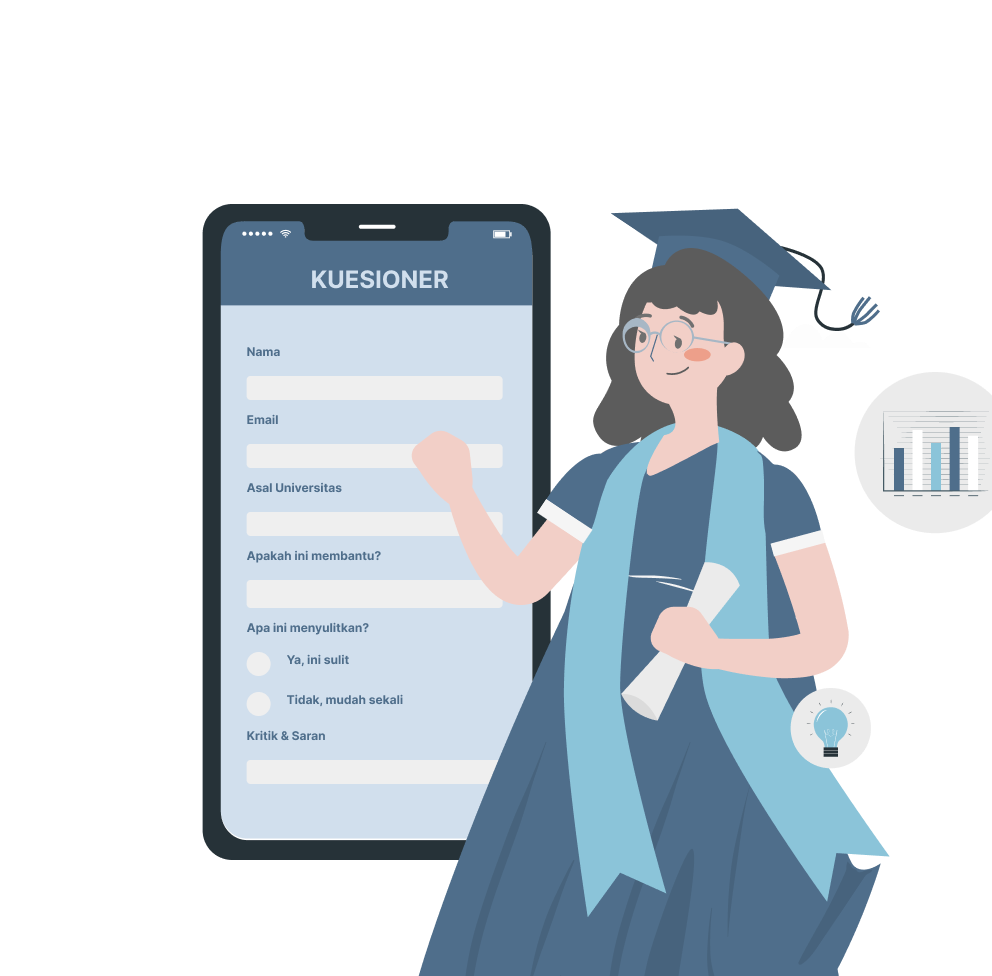 KUESIONER
Nama
Email
Asal Universitas
Apakah ini membantu?
Apa ini menyulitkan?
Ya, ini sulit
Tidak, mudah sekali
Kritik & Saran